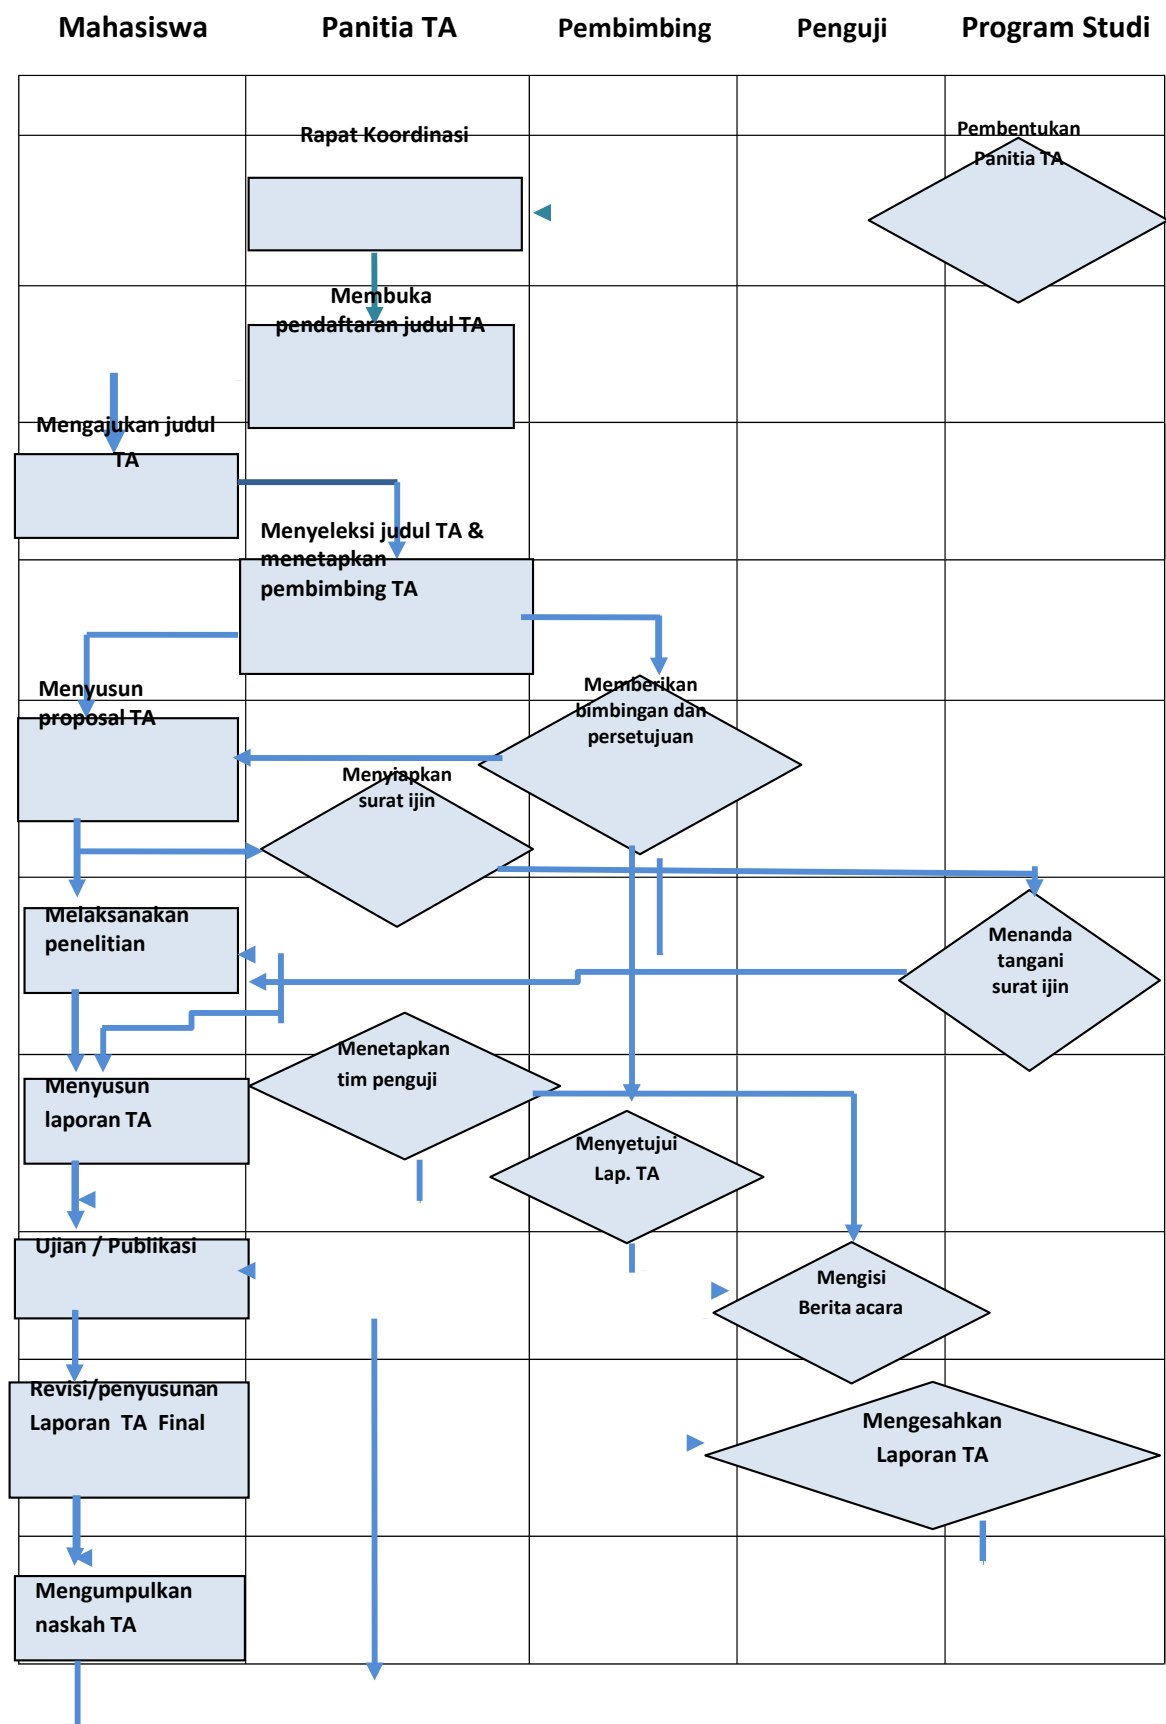 Mahasiswa Panitia TA Pembimbing Penguji Program Studi
Pembentukan
Panitia TA
Rapat Koordinasi
Membuka
pendaftaran judul TA
Mengajukan judul
TA
Menyeleksi judul TA &
menetapkan
pembimbing TA
Menyusun
proposal TA
Memberikan
bimbingan dan
persetujuan
Menyiapkan
surat ijin
Melaksanakan
penelitian
Menanda
tangani
surat ijin
Menetapkan
tim penguji
Menyusun
laporan TA
Menyetujui
Lap. TA
Ujian / Publikasi
Mengisi
Berita acara
Revisi/penyusunan
Laporan TA Final
Mengesahkan
Laporan TA
Mengumpulkan
naskah TA